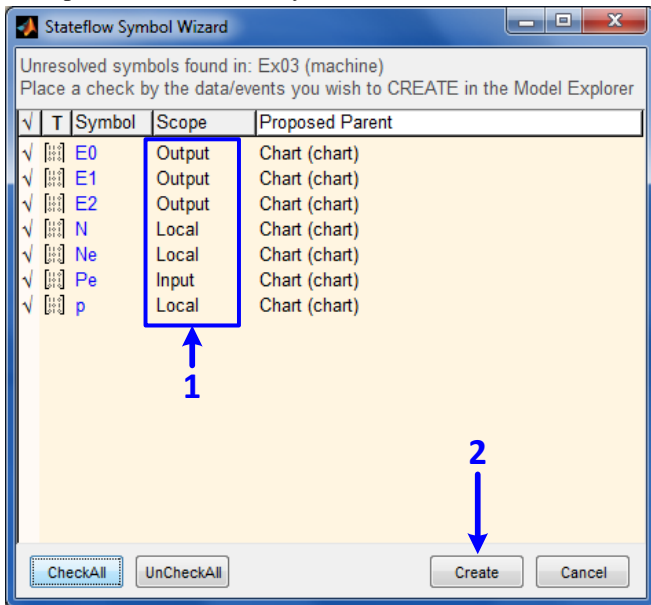 Stateflow Symbol Wizard
Unresolved symbols found in: Ex03 (machine)
Place a check by the data/events you wish to CREATE in the Model Explorer
√ T Symbol Scope Proposed Parent
√ E0 Output Chart (chart)
√ E1 Output Chart (chart)
√ E2 Output Chart (chart)
√ N Local Chart (chart)
√ Ne Local Chart (chart)
√ Pe Input Chart (chart)
√ p Local Chart (chart)
1
2
CheckAll UnCheckAll Create Cancel